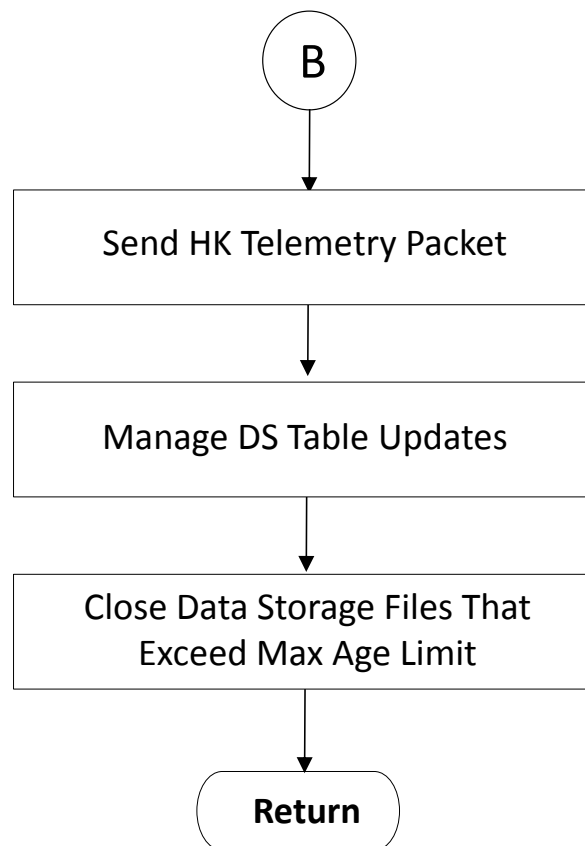 B
Send HK Telemetry Packet
Manage DS Table Updates
Close Data Storage Files That
Exceed Max Age Limit
Return